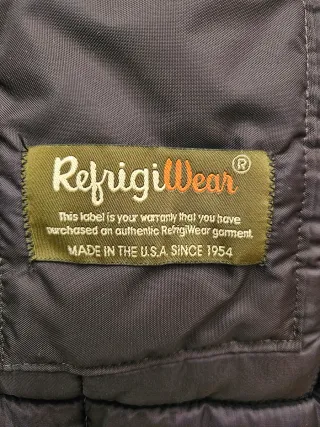 RefrigiWear®
This label is your warranty that you have
purchased an authentic RefrigiWear garment.
MADE IN THE U.S.A. SINCE 1954